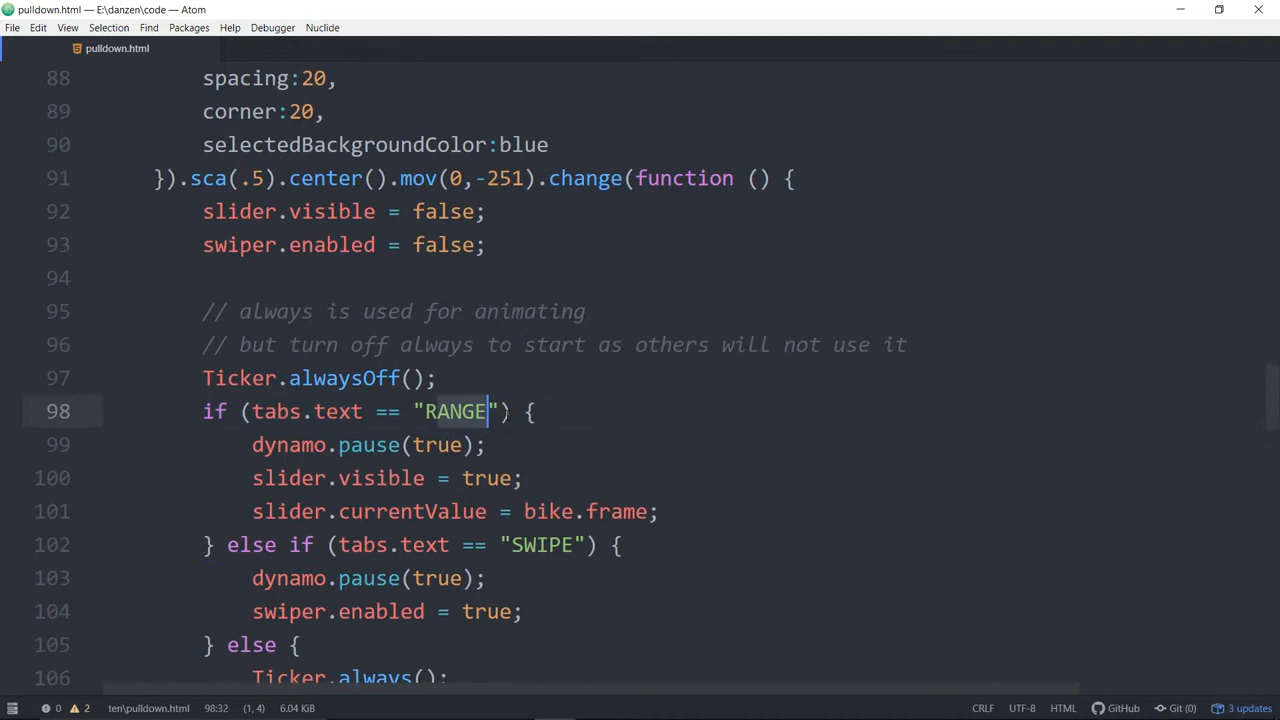 pulldown.html — E:\danzen\code — Atom
File Edit View Selection Find Packages Help Debugger Nuclide
pulldown.html
88 spacing:20,
89 corner:20,
90 selectedBackgroundColor:blue
91 }).sca(.5).center().mov(0,-251).change(function () {
92 slider.visible = false;
93 swiper.enabled = false;
94
95 // always is used for animating
96 // but turn off always to start as others will not use it
97 Ticker.alwaysOff();
98 if (tabs.text == "RANGE") {
99 dynamo.pause(true);
100 slider.visible = true;
101 slider.currentValue = bike.frame;
102 } else if (tabs.text == "SWIPE") {
103 dynamo.pause(true);
104 swiper.enabled = true;
105 } else {
106 Ticker.always();
0 2 ten\pulldown.html 98:32 (1, 4) 6.04 KiB CRLF UTF-8 HTML GitHub Git (0) 3 updates